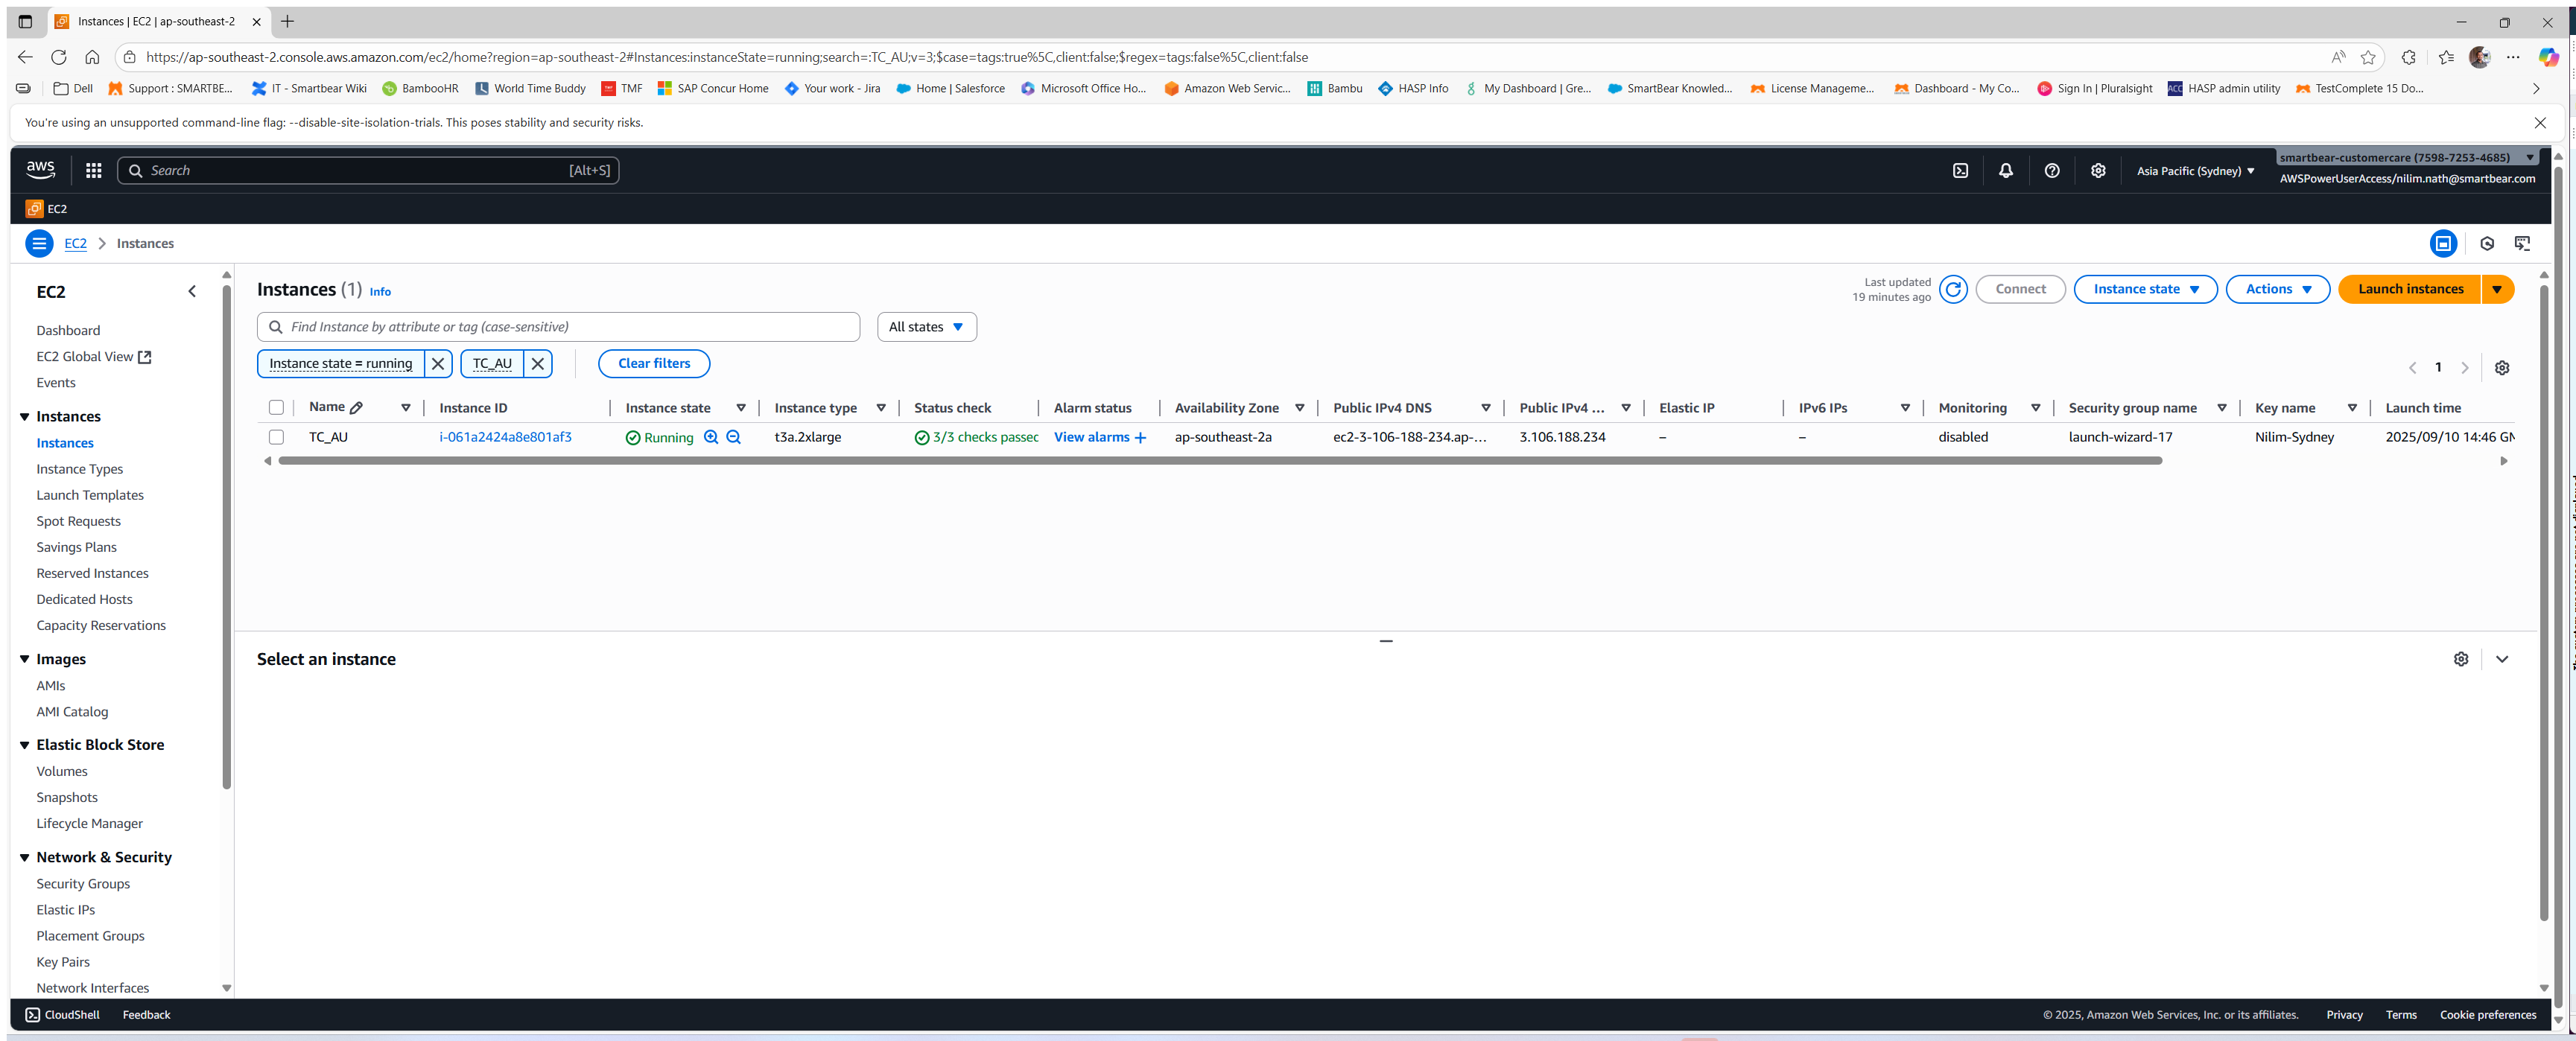 Instances | EC2 | ap-southeast-2
https://ap-southeast-2.console.aws.amazon.com/ec2/home?region=ap-southeast-2#Instances:instanceState=running;search=:TC_AU;v=3;$case=tags:true%5C,client:false;$regex=tags:false%5C,client:false
Dell Support : SMARTBE... IT - Smartbear Wiki BambooHR World Time Buddy TMF SAP Concur Home Your work - Jira Home | Salesforce Microsoft Office Ho... Amazon Web Servic... Bambu HASP Info My Dashboard | Gre... SmartBear Knowled... License Manageme... Dashboard - My Co... Sign In | Pluralsight ACC HASP admin utility TestComplete 15 Do...
You're using an unsupported command-line flag: --disable-site-isolation-trials. This poses stability and security risks.
aws Search [Alt+S] Asia Pacific (Sydney) smartbear-customercare (7598-7253-4685)
AWSPowerUserAccess/nilim.nath@smartbear.com
EC2
EC2 Instances
EC2
Dashboard
EC2 Global View
Events
Instances
Instances
Instance Types
Launch Templates
Spot Requests
Savings Plans
Reserved Instances
Dedicated Hosts
Capacity Reservations
Images
AMIs
AMI Catalog
Elastic Block Store
Volumes
Snapshots
Lifecycle Manager
Network & Security
Security Groups
Elastic IPs
Placement Groups
Key Pairs
Network Interfaces
Instances (1) Info
Last updated
19 minutes ago
Connect Instance state Actions Launch instances
Find Instance by attribute or tag (case-sensitive) All states
Instance state = running TC_AU Clear filters
1
Name Instance ID Instance state Instance type Status check Alarm status Availability Zone Public IPv4 DNS Public IPv4 ... Elastic IP IPv6 IPs Monitoring Security group name Key name Launch time
TC_AU i-061a2424a8e801af3 Running t3a.2xlarge 3/3 checks passec View alarms + ap-southeast-2a ec2-3-106-188-234.ap-... 3.106.188.234 – – disabled launch-wizard-17 Nilim-Sydney 2025/09/10 14:46 GM
Select an instance
CloudShell Feedback © 2025, Amazon Web Services, Inc. or its affiliates. Privacy Terms Cookie preferences